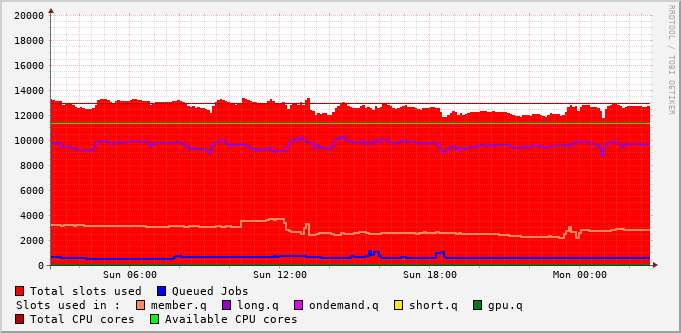 20000
18000
16000
14000
12000
10000
8000
6000
4000
2000
0
Sun 06:00 Sun 12:00 Sun 18:00 Mon 00:00
Total slots used Queued Jobs
Slots used in : member.q long.q ondemand.q short.q gpu.q
Total CPU cores Available CPU cores
RRDTOOL / TOBI OETIKER